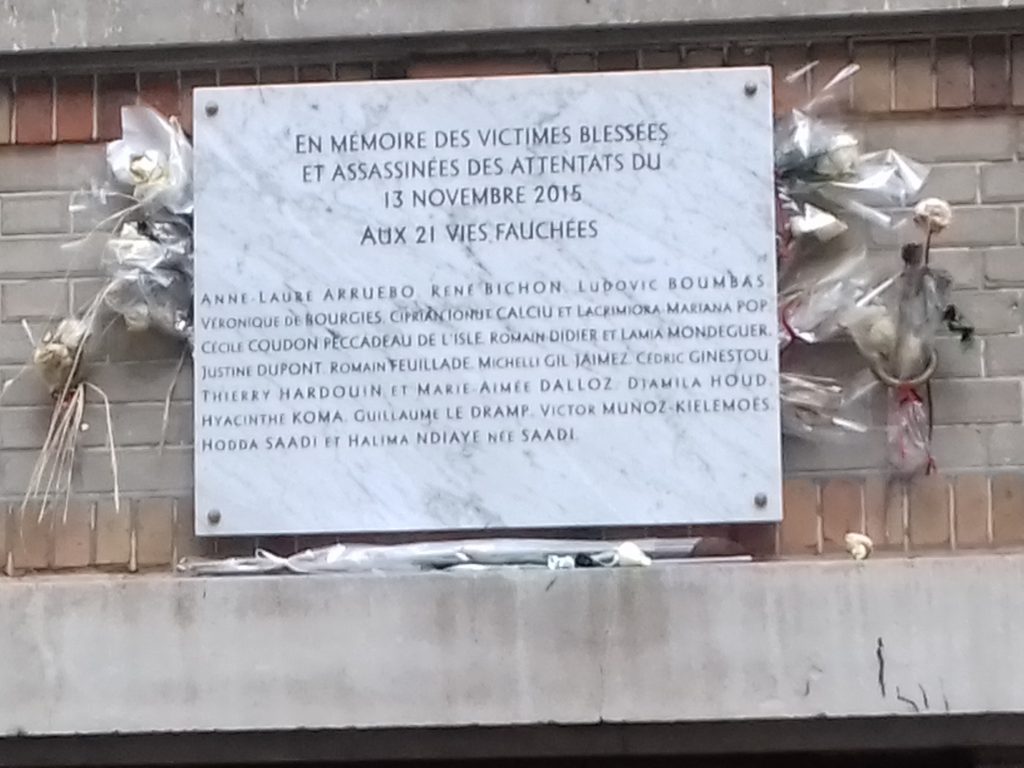 EN MÉMOIRE DES VICTIMES BLESSÉES
ET ASSASSINÉES DES ATTENTATS DU
13 NOVEMBRE 2015
AUX 21 VIES FAUCHÉES
ANNE-LAURE ARRUEBO, RENÉ BICHON, LUDOVIC BOUMBAS,
VÉRONIQUE DE BOURGIES, CIPRIAN IONUT CALCIU ET LACRIMIORA-MARIANA POP,
CÉCILE COUDON PECCADEAU DE L'ISLE, ROMAIN DIDIER ET LAMIA MONDEGUER,
JUSTINE DUPONT, ROMAIN FEUILLADE, MICHELLI GIL JAIMEZ, CÉDRIC GINESTOU,
THIERRY HARDOUIN ET MARIE-AIMÉE DALLOZ, DJAMILA HOUD,
HYACINTHE KOMA, GUILLAUME LE DRAMP, VICTOR MUÑOZ-KIELEMOËS,
HODDA SAADI ET HALIMA NDIAYE NÉE SAADI.